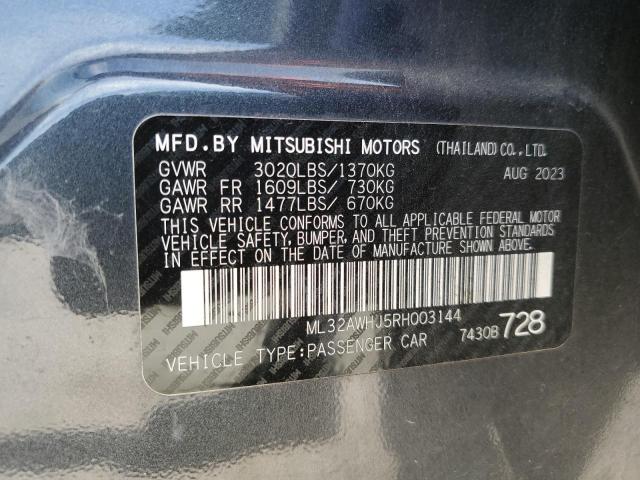 MFD.BY MITSUBISHI MOTORS (THAILAND)CO.,LTD.
GVWR 3020LBS/1370KG AUG 2023
GAWR FR 1609LBS/ 730KG
GAWR RR 1477LBS/ 670KG
THIS VEHICLE CONFORMS TO ALL APPLICABLE FEDERAL MOTOR
VEHICLE SAFETY, BUMPER, AND THEFT PREVENTION STANDARDS
IN EFFECT ON THE DATE OF MANUFACTURE SHOWN ABOVE.
ML32AWHJ5RH003144
VEHICLE TYPE:PASSENGER CAR 7430B 728